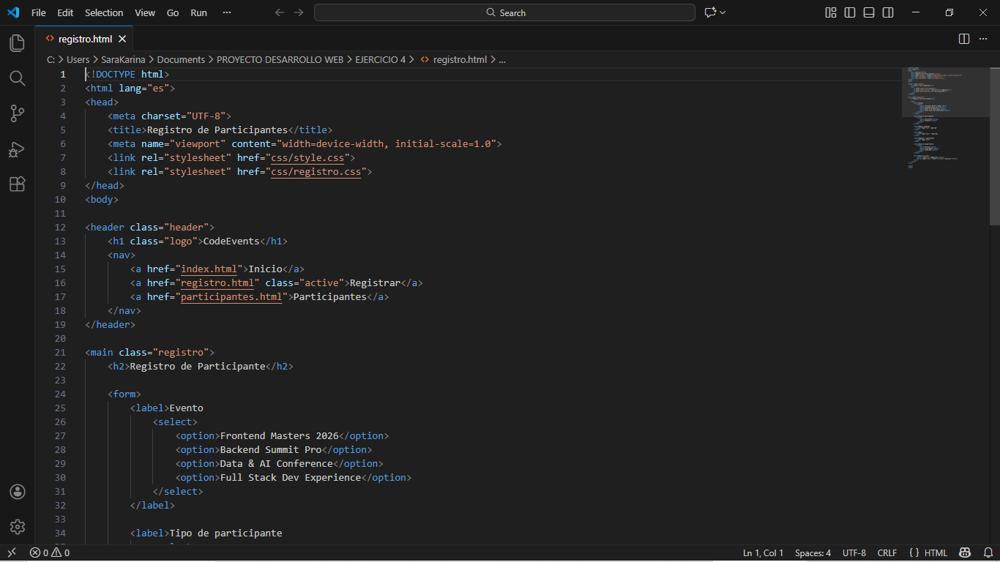 File Edit Selection View Go Run ··· Search
registro.html
C: > Users > SaraKarina > Documents > PROYECTO DESARROLLO WEB > EJERCICIO 4 > registro.html > ...
1 <!DOCTYPE html>
2 <html lang="es">
3 <head>
4 <meta charset="UTF-8">
5 <title>Registro de Participantes</title>
6 <meta name="viewport" content="width=device-width, initial-scale=1.0">
7 <link rel="stylesheet" href="css/style.css">
8 <link rel="stylesheet" href="css/registro.css">
9 </head>
10 <body>
11
12 <header class="header">
13 <h1 class="logo">CodeEvents</h1>
14 <nav>
15 <a href="index.html">Inicio</a>
16 <a href="registro.html" class="active">Registrar</a>
17 <a href="participantes.html">Participantes</a>
18 </nav>
19 </header>
20
21 <main class="registro">
22 <h2>Registro de Participante</h2>
23
24 <form>
25 <label>Evento
26 <select>
27 <option>Frontend Masters 2026</option>
28 <option>Backend Summit Pro</option>
29 <option>Data & AI Conference</option>
30 <option>Full Stack Dev Experience</option>
31 </select>
32 </label>
33
34 <label>Tipo de participante
0 0 Ln 1, Col 1 Spaces: 4 UTF-8 CRLF { } HTML